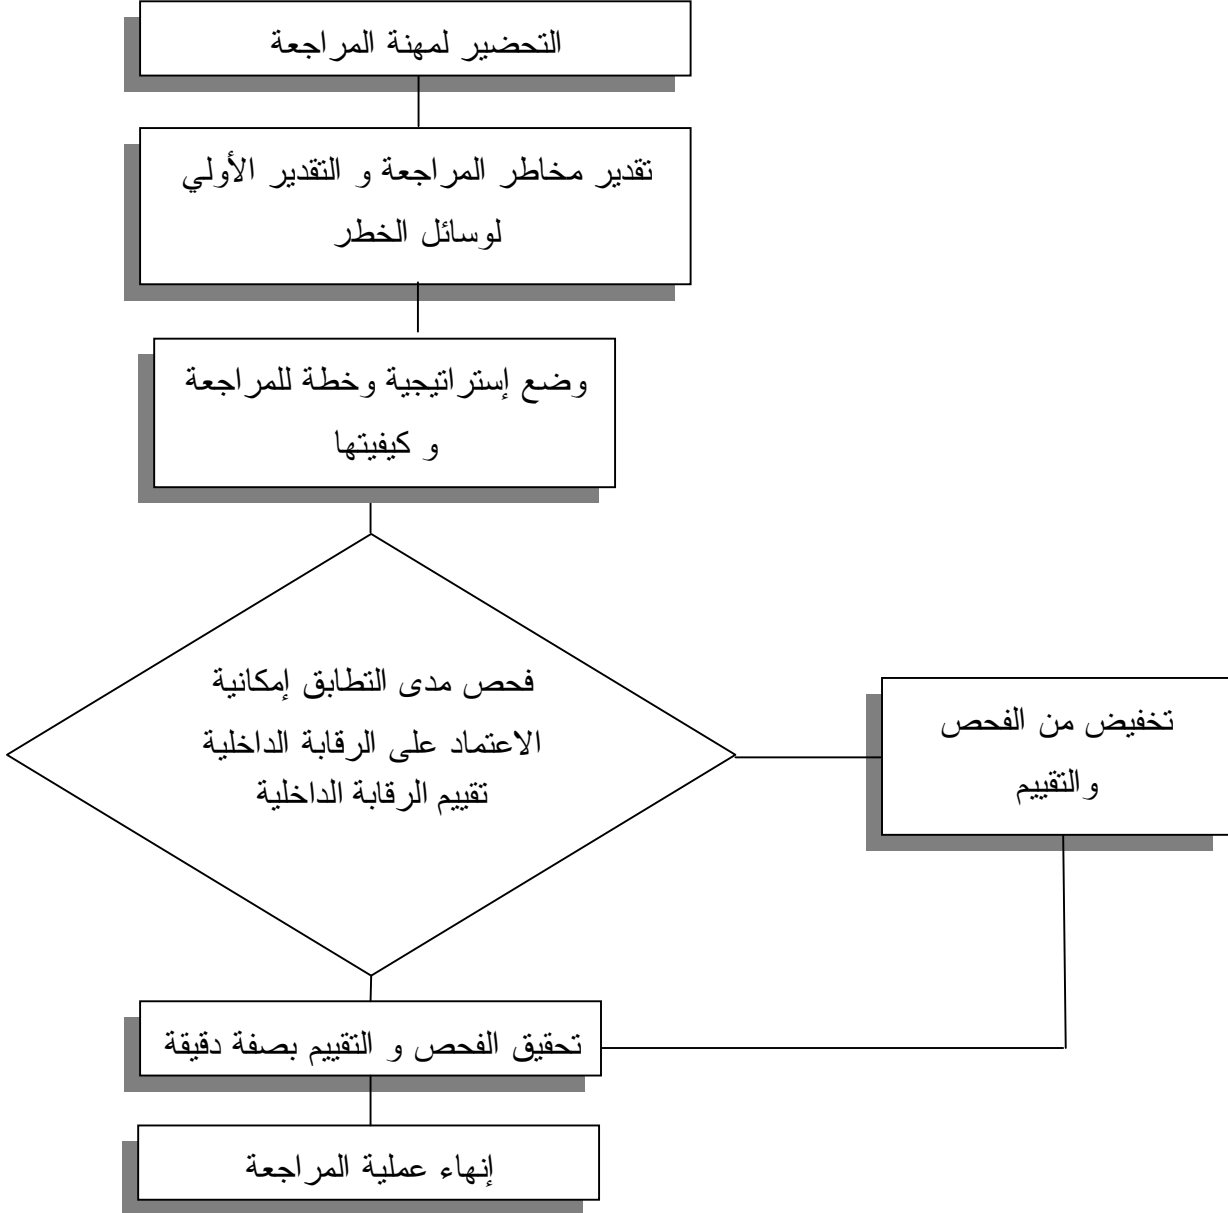 التحضير لمهنة المراجعة
تقدير مخاطر المراجعة و التقدير الأولي
لوسائل الخطر
وضع إستراتيجية وخطة للمراجعة
و كيفيتها
فحص مدى التطابق إمكانية
الاعتماد على الرقابة الداخلية
تقييم الرقابة الداخلية
تخفيض من الفحص
والتقييم
تحقيق الفحص و التقييم بصفة دقيقة
إنهاء عملية المراجعة